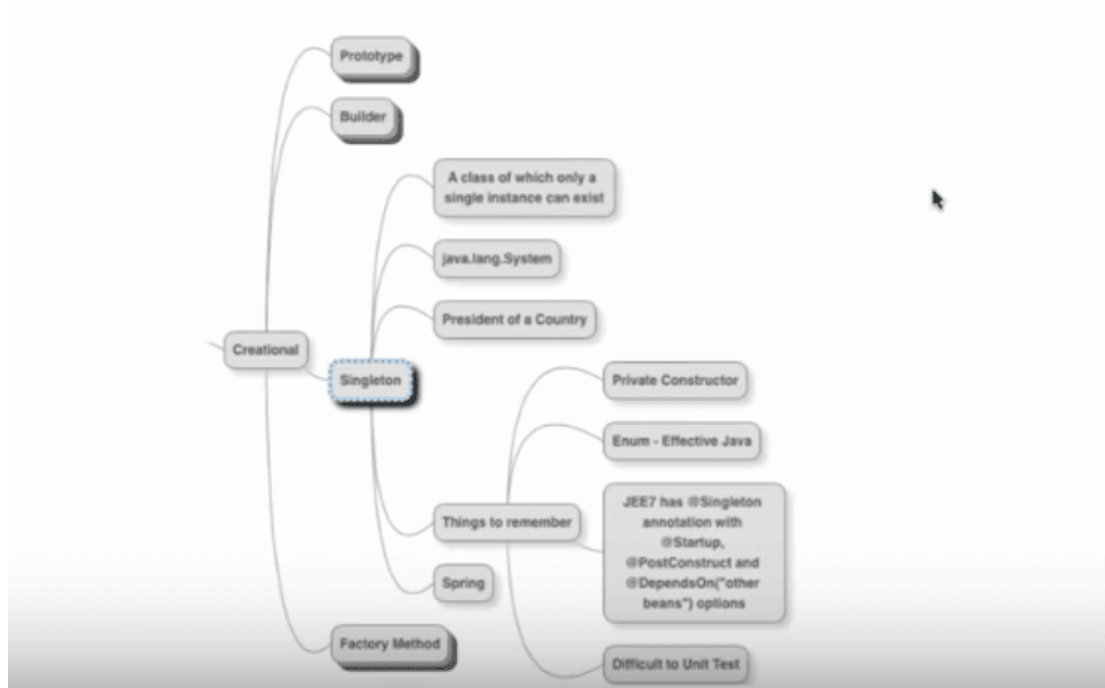 Prototype
Builder
A class of which only a
single instance can exist
java.lang.System
President of a Country
Creational
Singleton
Private Constructor
Enum - Effective Java
JEE7 has @Singleton
annotation with
@Startup,
@PostConstruct and
@DependsOn("other
beans") options
Things to remember
Spring
Factory Method
Difficult to Unit Test